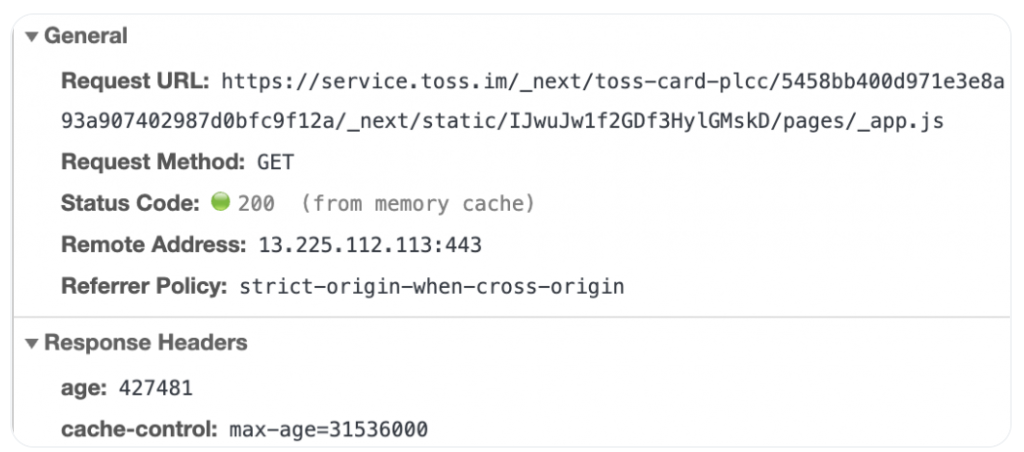 General
Request URL: https://service.toss.im/_next/toss-card-plcc/5458bb400d971e3e8a
93a907402987d0bfc9f12a/_next/static/IJwuJw1f2GDf3HylGMskD/pages/_app.js
Request Method: GET
Status Code: 200 (from memory cache)
Remote Address: 13.225.112.113:443
Referrer Policy: strict-origin-when-cross-origin
Response Headers
age: 427481
cache-control: max-age=31536000